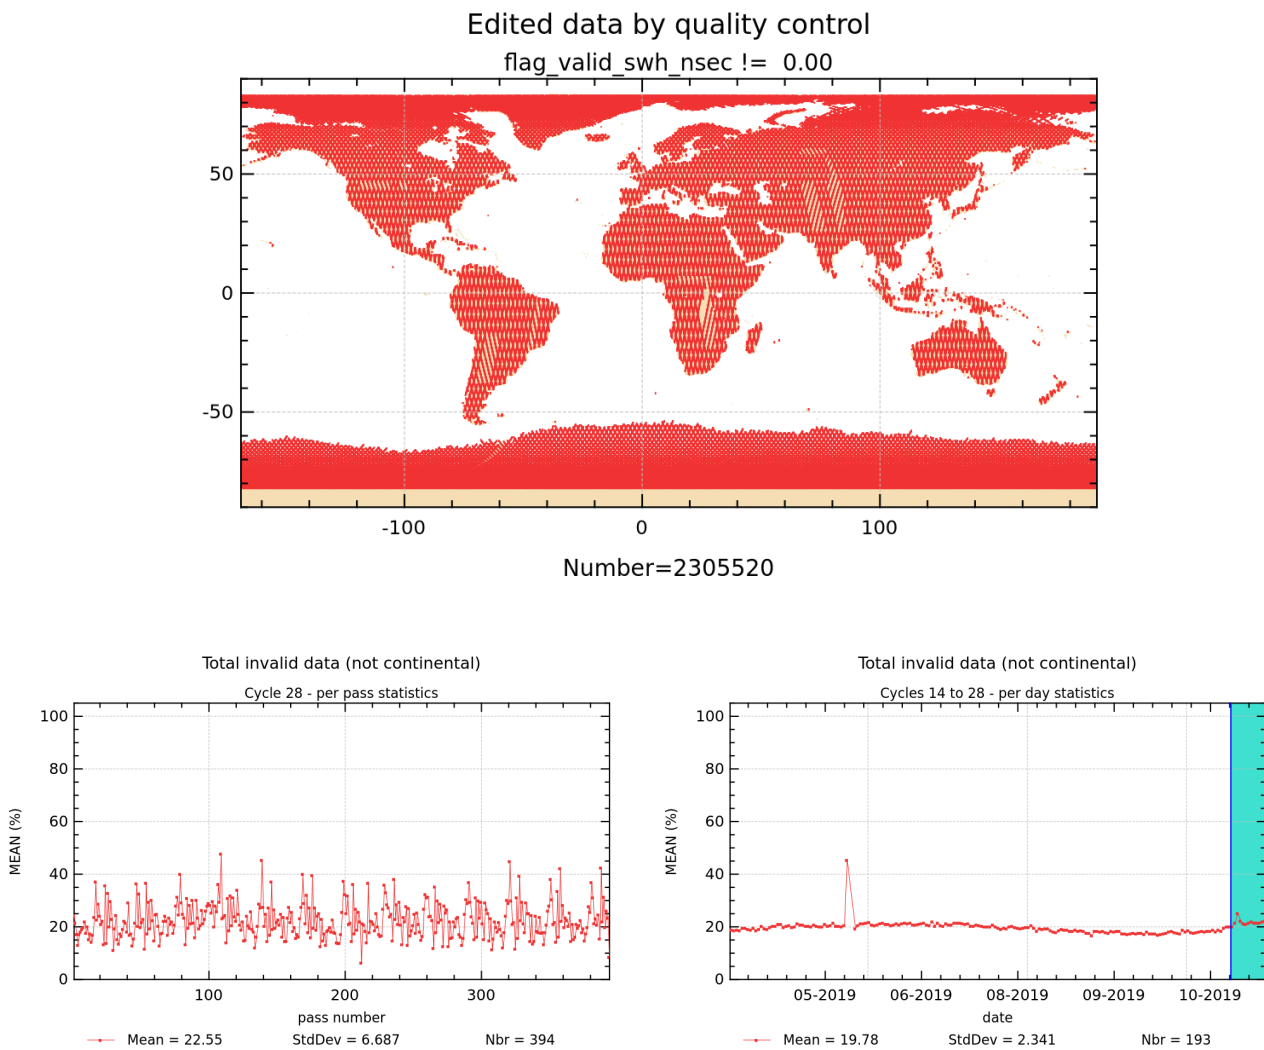 Edited data by quality control
flag_valid_swh_nsec !=  0.00
50
0
-50
-100
0
100
Number=2305520
Total invalid data (not continental)
Cycle 28 - per pass statistics
100
80
60
40
20
0
MEAN (%)
100
200
300
pass number
Mean = 22.55
StdDev = 6.687
Nbr = 394
Total invalid data (not continental)
Cycles 14 to 28 - per day statistics
100
80
60
40
20
0
MEAN (%)
05-2019
06-2019
08-2019
09-2019
10-2019
date
Mean = 19.78
StdDev = 2.341
Nbr = 193